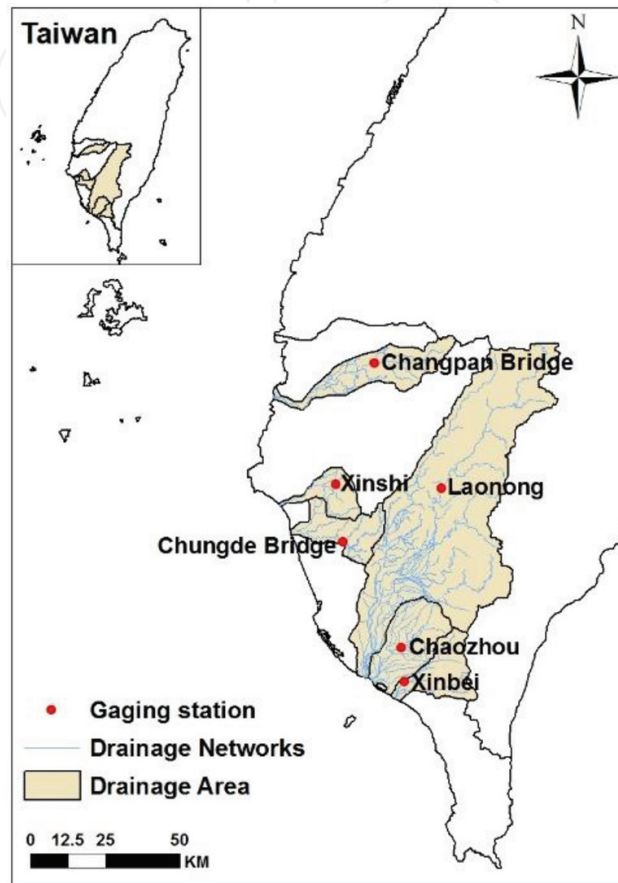 Taiwan
N
Changpan Bridge
Xinshi
Laonong
Chungde Bridge
Chaozhou
Xinbei
Gaging station
Drainage Networks
Drainage Area
0 12.5 25 50
KM